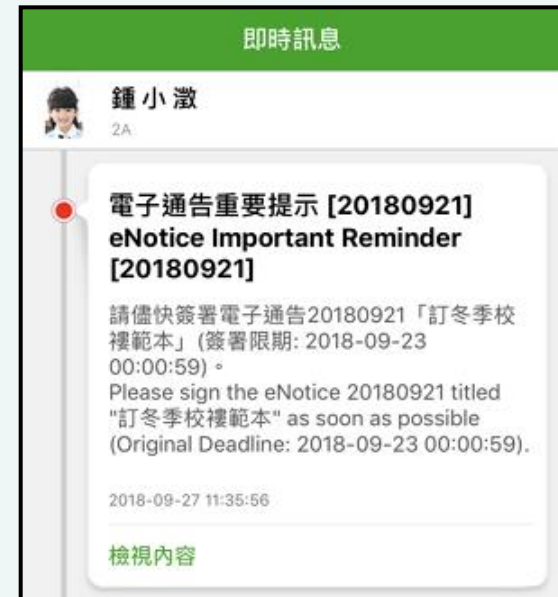 即時訊息
鍾小澂
2A
電子通告重要提示 [20180921]
eNotice Important Reminder
[20180921]
請儘快簽署電子通告20180921「訂冬季校
褸範本」(簽署限期: 2018-09-23
00:00:59)。
Please sign the eNotice 20180921 titled
"訂冬季校褸範本" as soon as possible
(Original Deadline: 2018-09-23 00:00:59).
2018-09-27 11:35:56
檢視內容